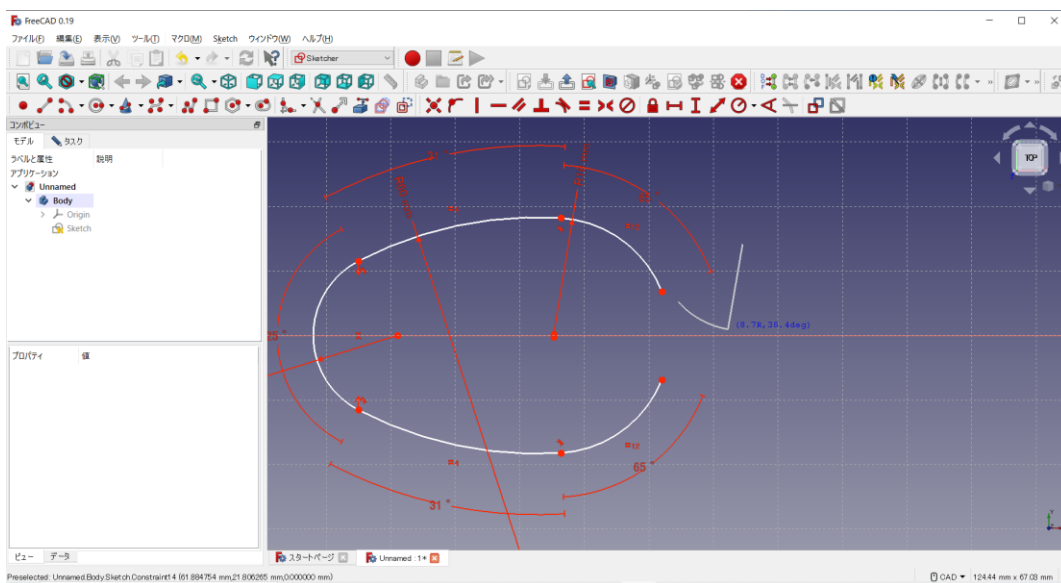 FreeCAD 0.19
ファイル(F) 編集(E) 表示(V) ツール(T) マクロ(M) Sketch ウィンドウ(W) ヘルプ(H)
Sketcher
コンボビュー
モデル タスク
ラベルと属性 説明
アプリケーション
Unnamed
Body
Origin
Sketch
プロパティ 値
TOP
(8.7R,36.4deg)
65 °
31 °
ビュー データ
スタートページ Unnamed : 1*
Preselected: Unnamed.Body.Sketch.Constraint14 (61.884754 mm,21.806265 mm,0.000000 mm)
CAD 124.44 mm x 67.03 mm